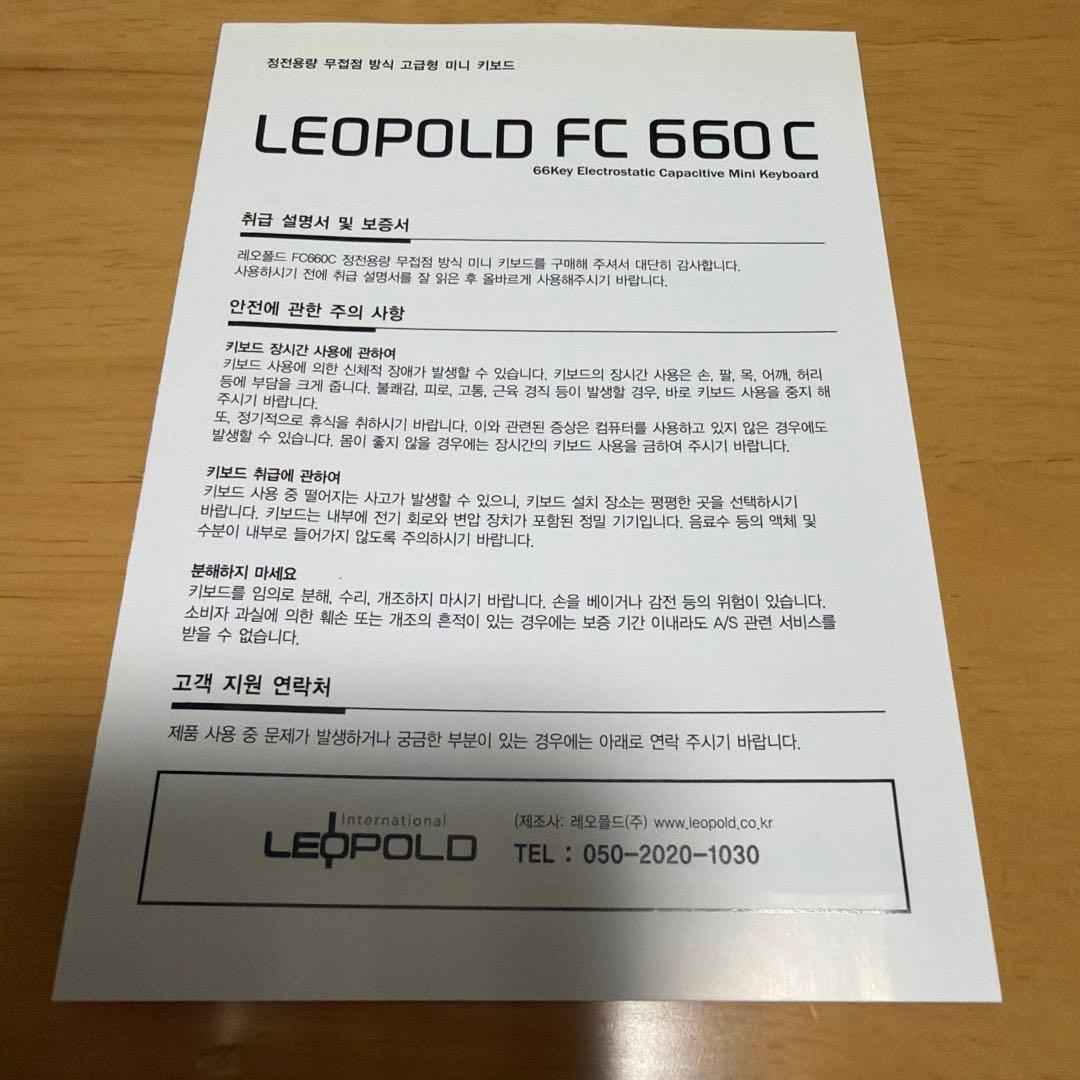 정전용량 무접점 방식 고급형 미니 키보드
LEOPOLD FC 660 C
66Key Electrostatic Capacitive Mini Keyboard
취급 설명서 및 보증서
레오폴드 FC660C 정전용량 무접점 방식 미니 키보드를 구매해 주셔서 대단히 감사합니다.
사용하시기 전에 취급 설명서를 잘 읽은 후 올바르게 사용해주시기 바랍니다.
안전에 관한 주의 사항
키보드 장시간 사용에 관하여
키보드 사용에 의한 신체적 장애가 발생할 수 있습니다. 키보드의 장시간 사용은 손, 팔, 목, 어깨, 허리
등에 부담을 크게 줍니다. 불쾌감, 피로, 고통, 근육 경직 등이 발생할 경우, 바로 키보드 사용을 중지 해
주시기 바랍니다.
또, 정기적으로 휴식을 취하시기 바랍니다. 이와 관련된 증상은 컴퓨터를 사용하고 있지 않은 경우에도
발생할 수 있습니다. 몸이 좋지 않을 경우에는 장시간의 키보드 사용을 금하여 주시기 바랍니다.
키보드 취급에 관하여
키보드 사용 중 떨어지는 사고가 발생할 수 있으니, 키보드 설치 장소는 평평한 곳을 선택하시기
바랍니다. 키보드는 내부에 전기 회로와 변압 장치가 포함된 정밀 기기입니다. 음료수 등의 액체 및
수분이 내부로 들어가지 않도록 주의하시기 바랍니다.
분해하지 마세요
키보드를 임의로 분해, 수리, 개조하지 마시기 바랍니다. 손을 베이거나 감전 등의 위험이 있습니다.
소비자 과실에 의한 훼손 또는 개조의 흔적이 있는 경우에는 보증 기간 이내라도 A/S 관련 서비스를
받을 수 없습니다.
고객 지원 연락처
제품 사용 중 문제가 발생하거나 궁금한 부분이 있는 경우에는 아래로 연락 주시기 바랍니다.
International
LEOPOLD
(제조사: 레오폴드(주) www.leopold.co.kr
TEL : 050-2020-1030